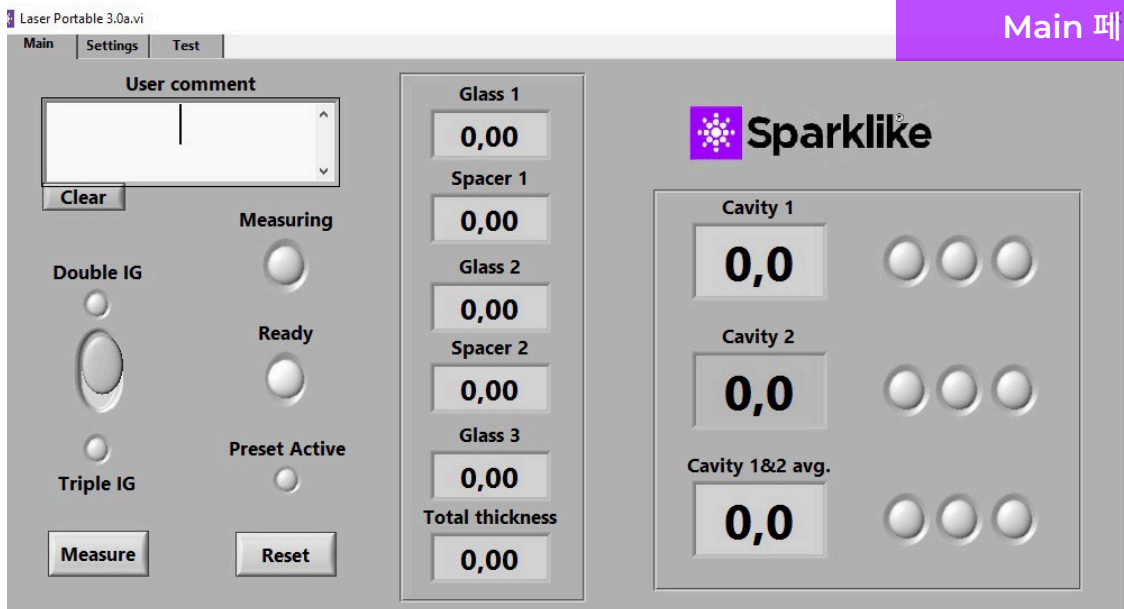 Laser Portable 3.0a.vi
Main 페
Main
Settings
Test
User comment
Clear
Measuring
Double IG
Ready
Preset Active
Triple IG
Measure
Reset
Glass 1
0,00
Spacer 1
0,00
Glass 2
0,00
Spacer 2
0,00
Glass 3
0,00
Total thickness
0,00
Sparklike®
Cavity 1
0,0
Cavity 2
0,0
Cavity 1&2 avg.
0,0